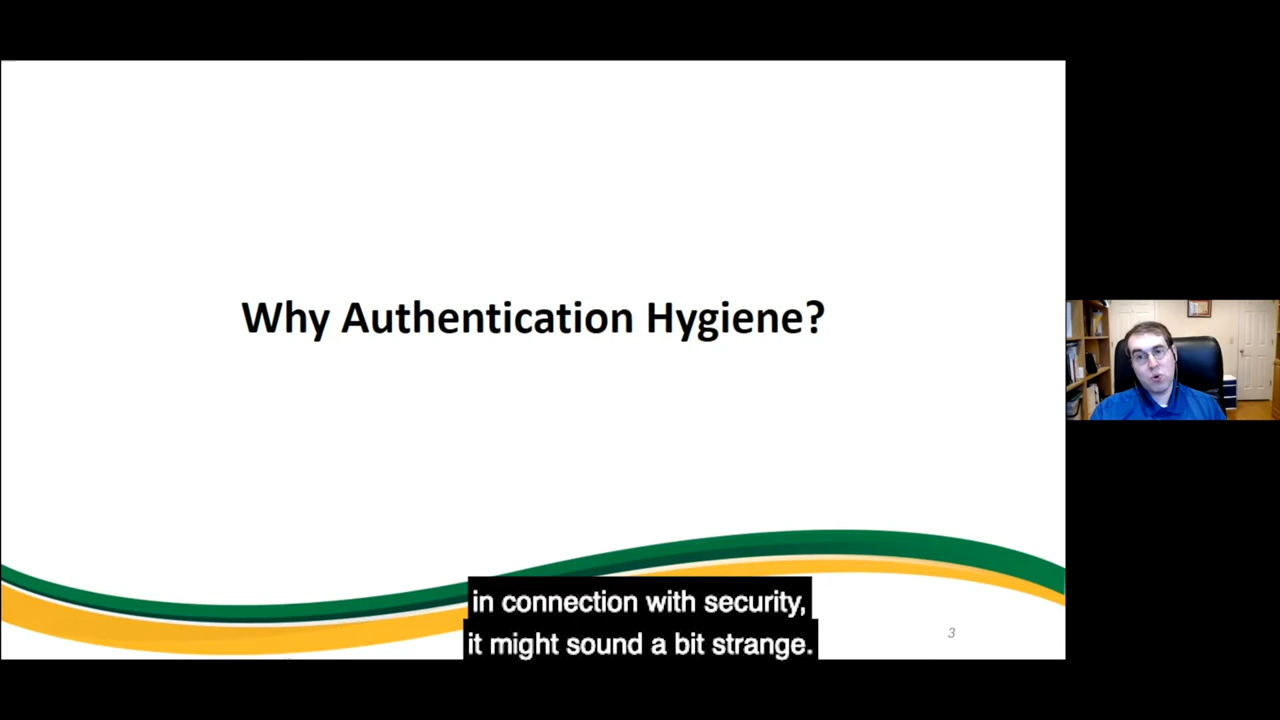 Why Authentication Hygiene?
in connection with security,
it might sound a bit strange.
3